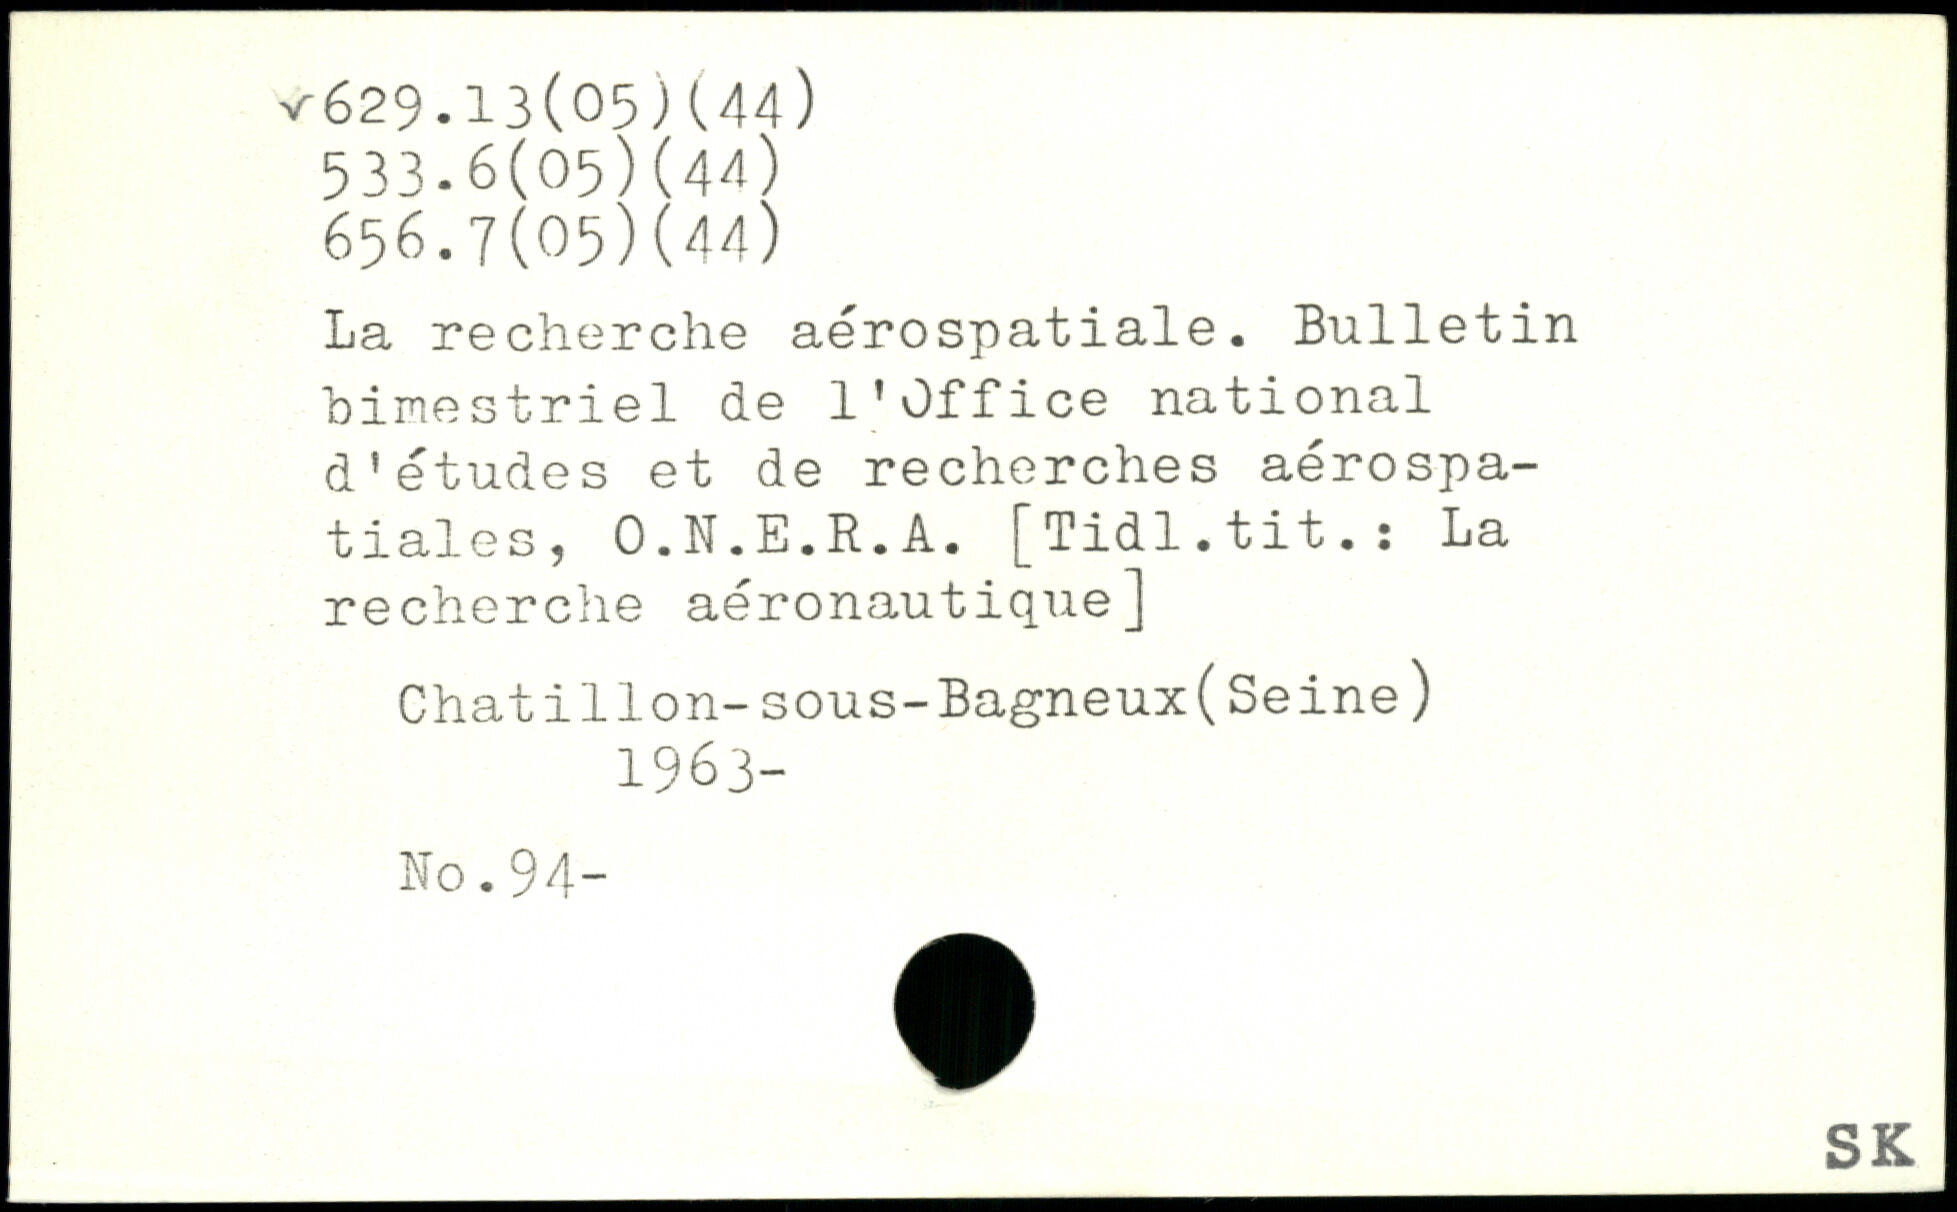 v629.13(05)(44)
533.6(05)(44)
656.7(05)(44)
La recherche aérospatiale. Bulletin
bimestriel de l'Office national
d'études et de recherches aérospa-
tiales, O.N.E.R.A. [Tidl.tit.: La
recherche aéronautique]
Chatillon-sous-Bagneux(Seine)
1963-
No.94-
SK